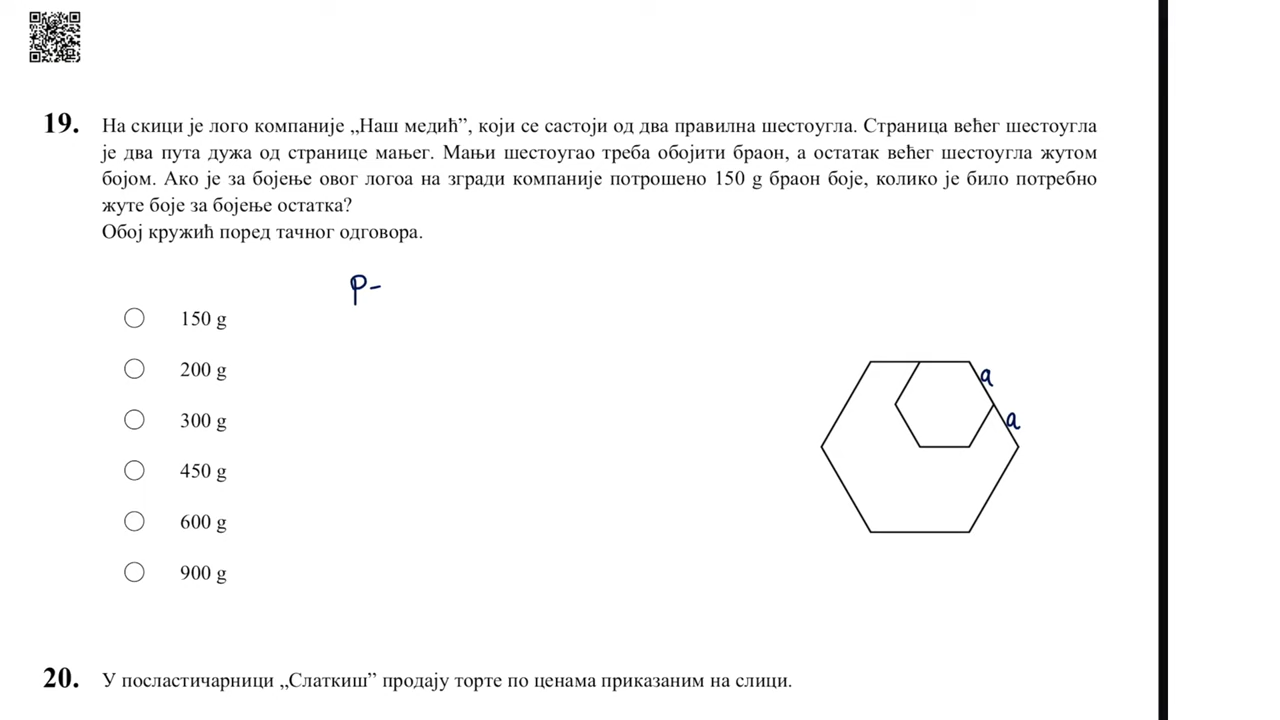 19. На скици је лого компаније „Наш медић”, који се састоји од два правилна шестоугла. Страница већег шестоугла
је два пута дужа од странице мањег. Мањи шестоугао треба обојити браон, а остатак већег шестоугла жутом
бојом. Ако је за бојење овог логоа на згради компаније потрошено 150 g браон боје, колико је било потребно
жуте боје за бојење остатка?
Обој кружић поред тачног одговора.
P-
150 g
200 g
300 g
450 g
600 g
900 g
a
a
20. У посластичарници „Слаткиш” продају торте по ценама приказаним на слици.